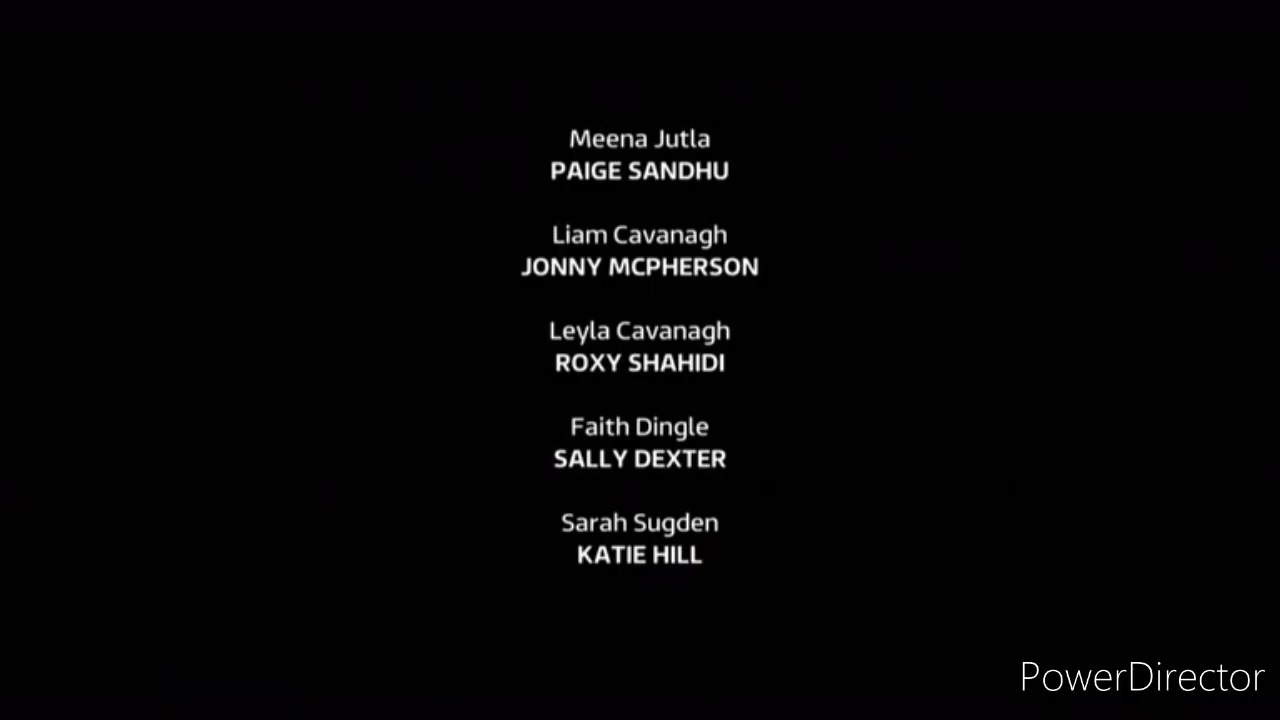 Meena Jutla
PAIGE SANDHU
Liam Cavanagh
JONNY MCPHERSON
Leyla Cavanagh
ROXY SHAHIDI
Faith Dingle
SALLY DEXTER
Sarah Sugden
KATIE HILL
PowerDirector